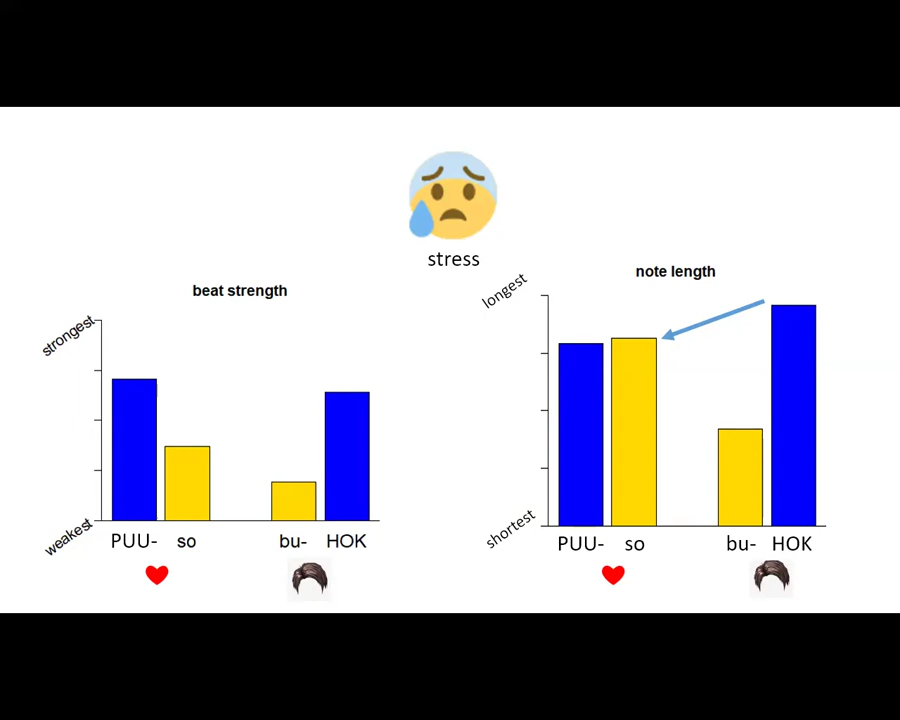 stress
beat strength
strongest
weakest
PUU- so bu- HOK
note length
longest
shortest
PUU- so bu- HOK